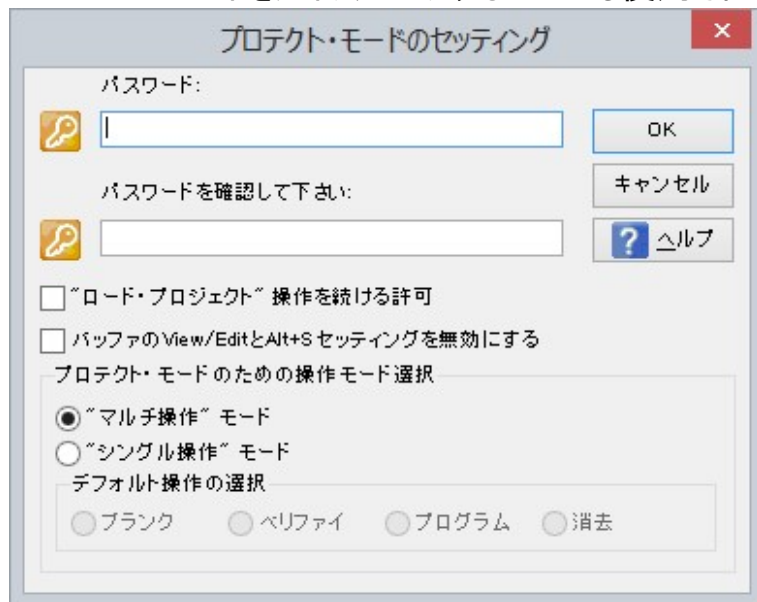 プロテクト・モードのセッティング
パスワード:
OK
パスワードを確認して下さい:
キャンセル
? ヘルプ
"ロード・プロジェクト" 操作を続ける許可
バッファのView/EditとAlt+Sセッティングを無効にする
プロテクト・モードのための操作モード選択
"マルチ操作" モード
"シングル操作" モード
デフォルト操作の選択
ブランク ベリファイ プログラム 消去